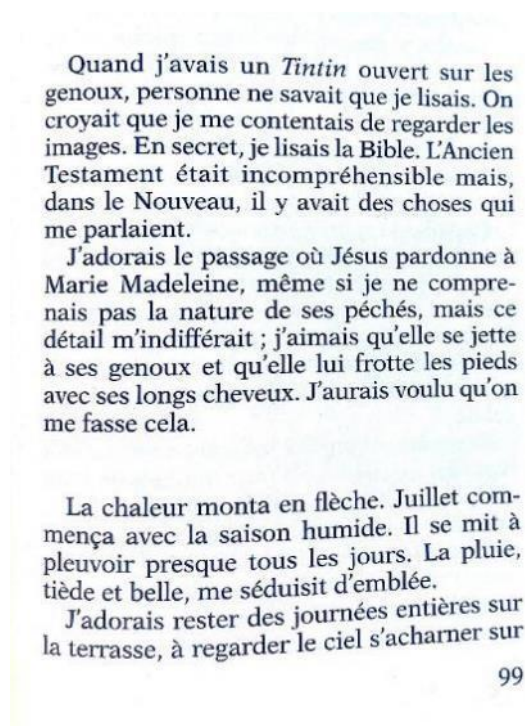 Quand j'avais un Tintin ouvert sur les
genoux, personne ne savait que je lisais. On
croyait que je me contentais de regarder les
images. En secret, je lisais la Bible. L'Ancien
Testament était incompréhensible mais,
dans le Nouveau, il y avait des choses qui
me parlaient.
J'adorais le passage où Jésus pardonne à
Marie Madeleine, même si je ne compre-
nais pas la nature de ses péchés, mais ce
détail m'indifférait ; j'aimais qu'elle se jette
à ses genoux et qu'elle lui frotte les pieds
avec ses longs cheveux. J'aurais voulu qu'on
me fasse cela.
La chaleur monta en flèche. Juillet com-
mença avec la saison humide. Il se mit à
pleuvoir presque tous les jours. La pluie,
tiède et belle, me séduisit d'emblée.
J'adorais rester des journées entières sur
la terrasse, à regarder le ciel s'acharner sur
99